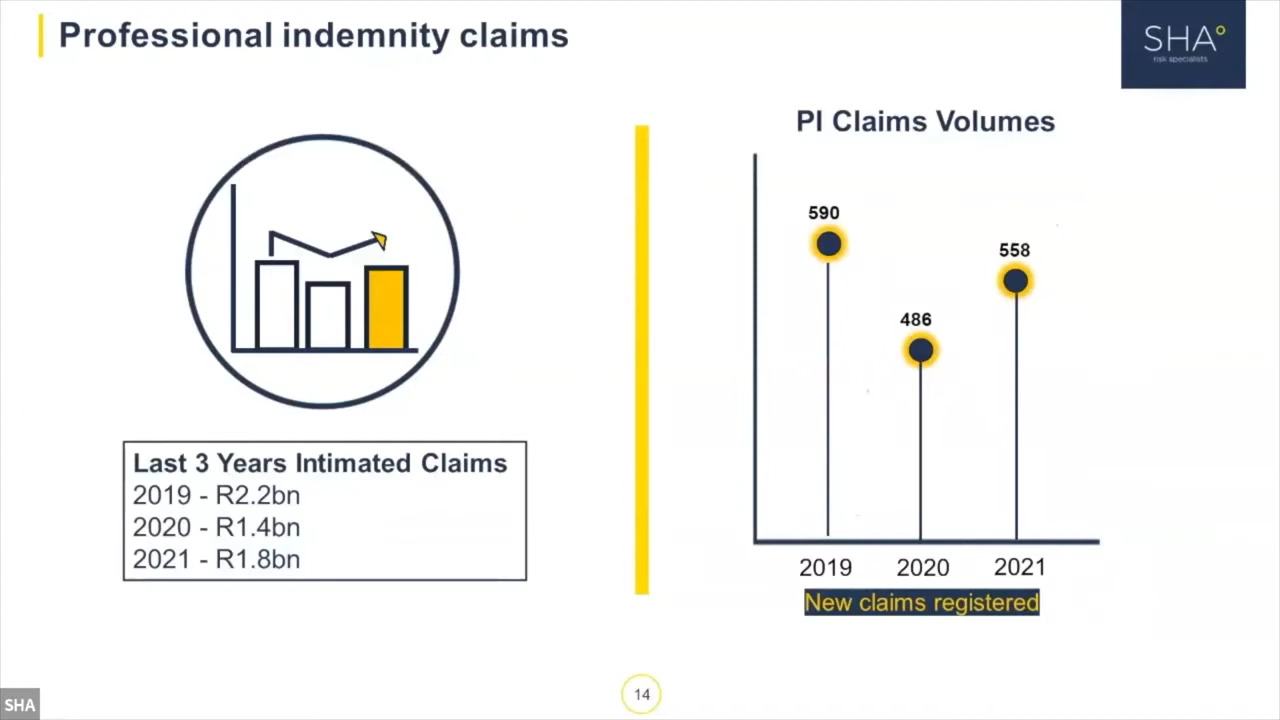 Professional indemnity claims
SHA°
risk specialists
Last 3 Years Intimated Claims
2019 - R2.2bn
2020 - R1.4bn
2021 - R1.8bn
PI Claims Volumes
590
486
558
2019 2020 2021
New claims registered
14
SHA